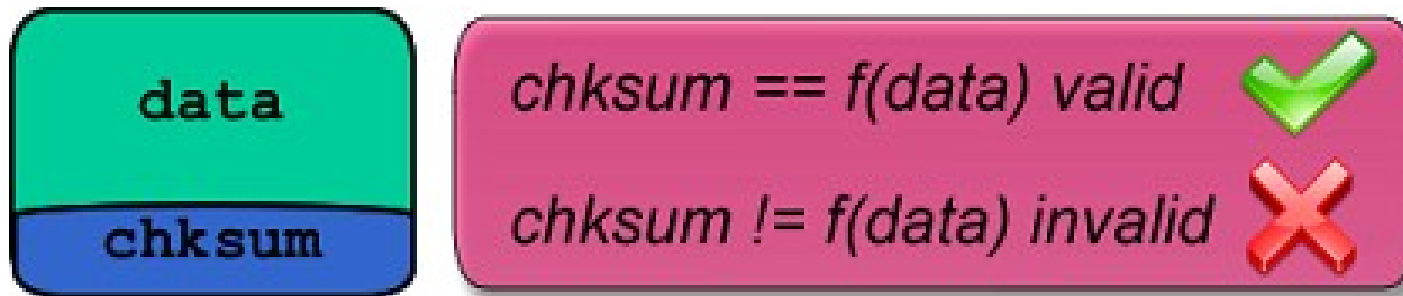 data
chksum
chksum == f(data) valid
chksum != f(data) invalid